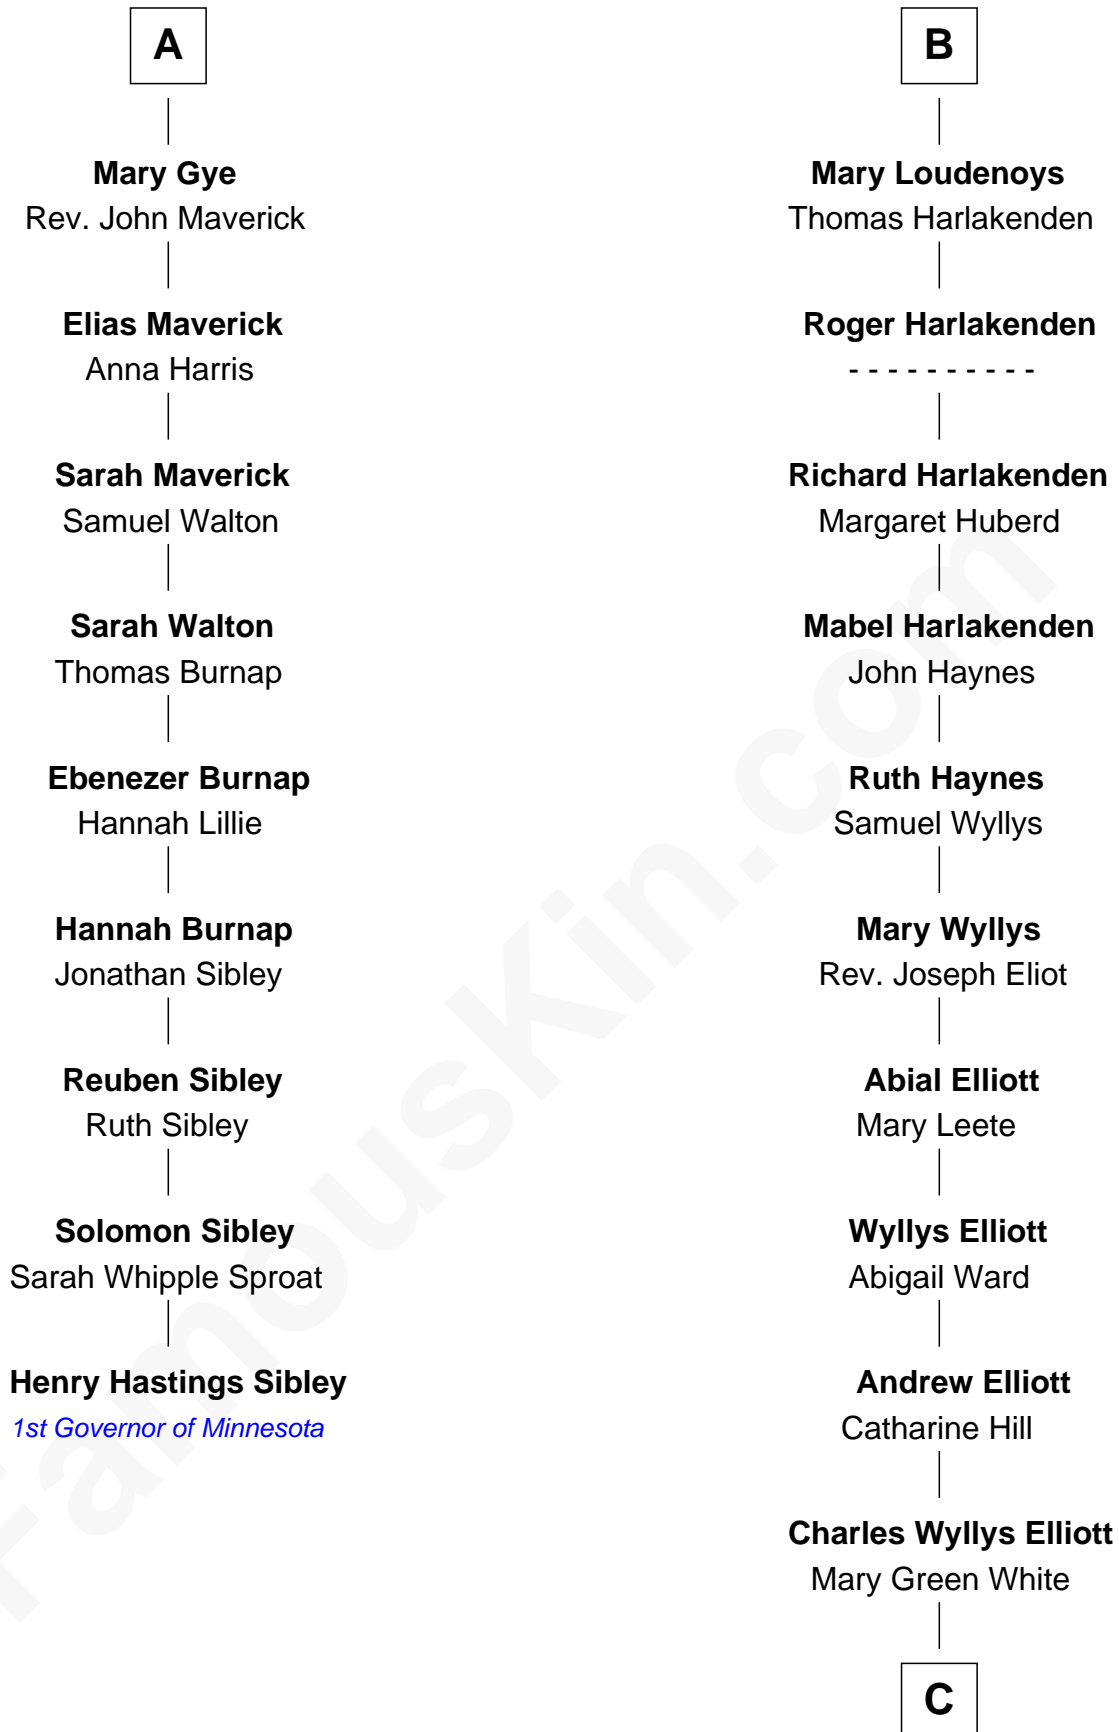 A
Mary Gye
Rev. John Maverick
Elias Maverick
Anna Harris
Sarah Maverick
Samuel Walton
Sarah Walton
Thomas Burnap
Ebenezer Burnap
Hannah Lillie
Hannah Burnap
Jonathan Sibley
Reuben Sibley
Ruth Sibley
Solomon Sibley
Sarah Whipple Sproat
Henry Hastings Sibley
1st Governor of Minnesota
B
Mary Loudenoys
Thomas Harlakenden
Roger Harlakenden
- - - - - - - - - -
Richard Harlakenden
Margaret Huberd
Mabel Harlakenden
John Haynes
Ruth Haynes
Samuel Wyllys
Mary Wyllys
Rev. Joseph Eliot
Abial Elliott
Mary Leete
Wyllys Elliott
Abigail Ward
Andrew Elliott
Catharine Hill
Charles Wyllys Elliott
Mary Green White
C
FamousKin.com